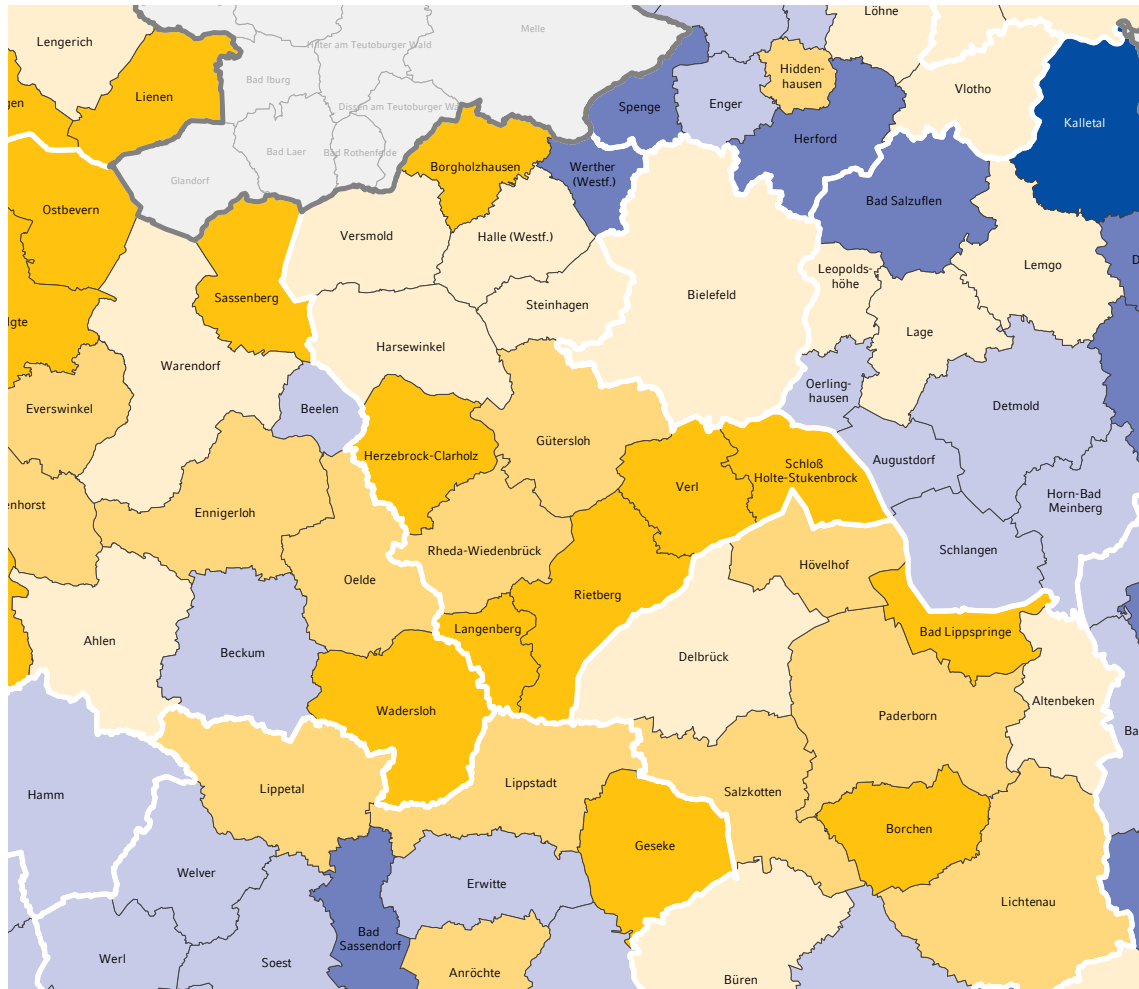 Lengerich
Löhne
Melle
Hilter am Teutoburger Wald
Bad Iburg
Hidden-
hausen
Vlotho
gen
Lienen
Dissen am Teutoburger Wa
Spenge
Enger
Kalletal
Herford
Bad Laer
Bad Rothenfelde
Glandorf
Borgholzhausen
Werther
(Westf.)
Ostbevern
Bad Salzuflen
Versmold
Halle (Westf.)
D
Leopolds-
höhe
Lemgo
Sassenberg
Bielefeld
Steinhagen
lgte
Lage
Harsewinkel
Warendorf
Oerling-
hausen
Everswinkel
Beelen
Detmold
Gütersloh
Herzebrock-Clarholz
Augustdorf
Schloß
Holte-Stukenbrock
Verl
Horn-Bad
Meinberg
enhorst
Ennigerloh
Rheda-Wiedenbrück
Schlangen
Oelde
Hövelhof
Rietberg
Langenberg
Bad Lippspringe
Ahlen
Beckum
Delbrück
Altenbeken
Wadersloh
Paderborn
Ba
Lippstadt
Lippetal
Hamm
Salzkotten
Borchen
Geseke
Welver
Erwitte
Lichtenau
Bad
Sassendorf
Werl
Soest
Anröchte
Büren